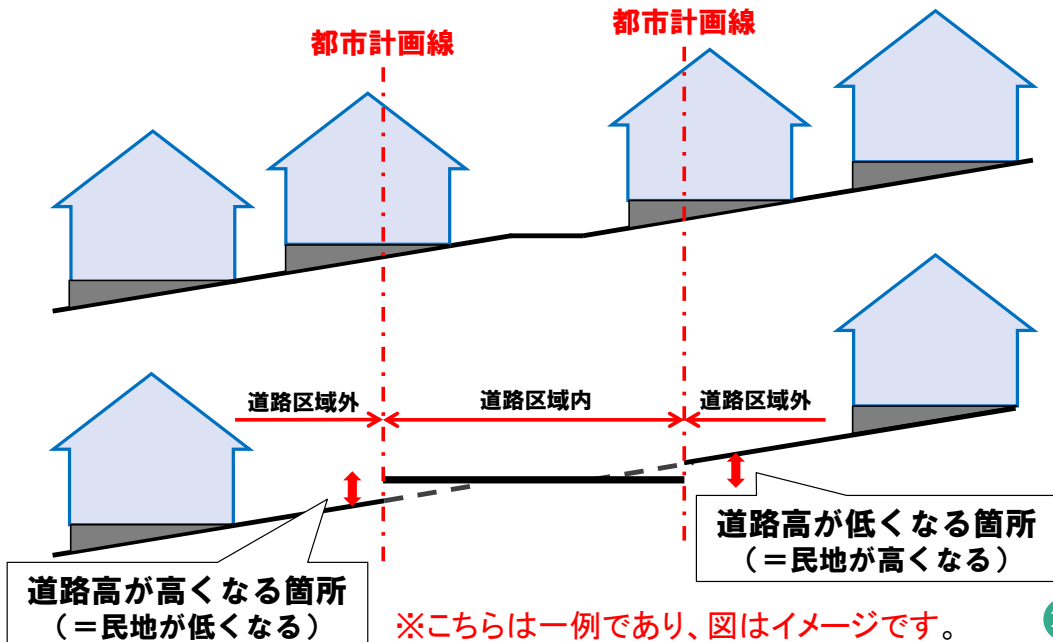 都市計画線
都市計画線
道路区域外
道路区域内
道路区域外
道路高が低くなる箇所
(=民地が高くなる)
道路高が高くなる箇所
(=民地が低くなる)
※こちらは一例であり、図はイメージです。